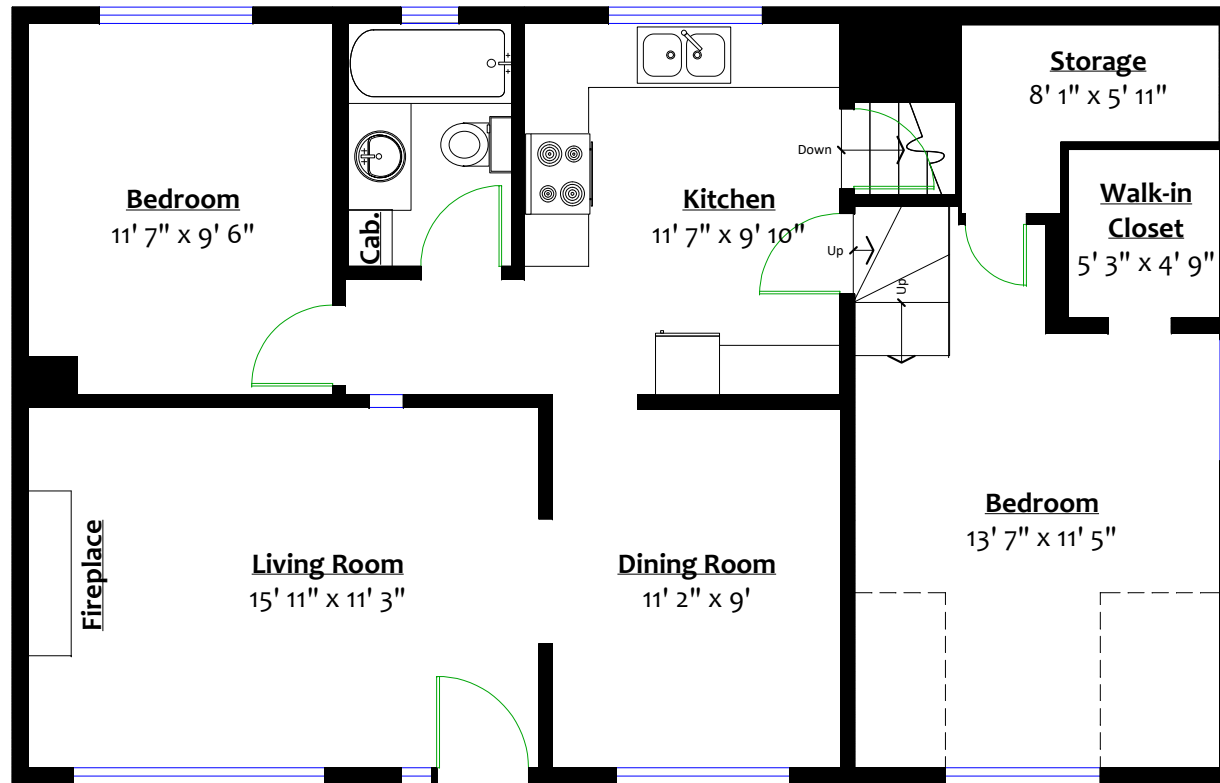 Storage
8' 1" x 5' 11"
Down
Bedroom
11' 7" x 9' 6"
Cab.
Kitchen
11' 7" x 9' 10"
Walk-in
Closet
5' 3" x 4' 9"
Up
Up
Bedroom
13' 7" x 11' 5"
Fireplace
Living Room
15' 11" x 11' 3"
Dining Room
11' 2" x 9'